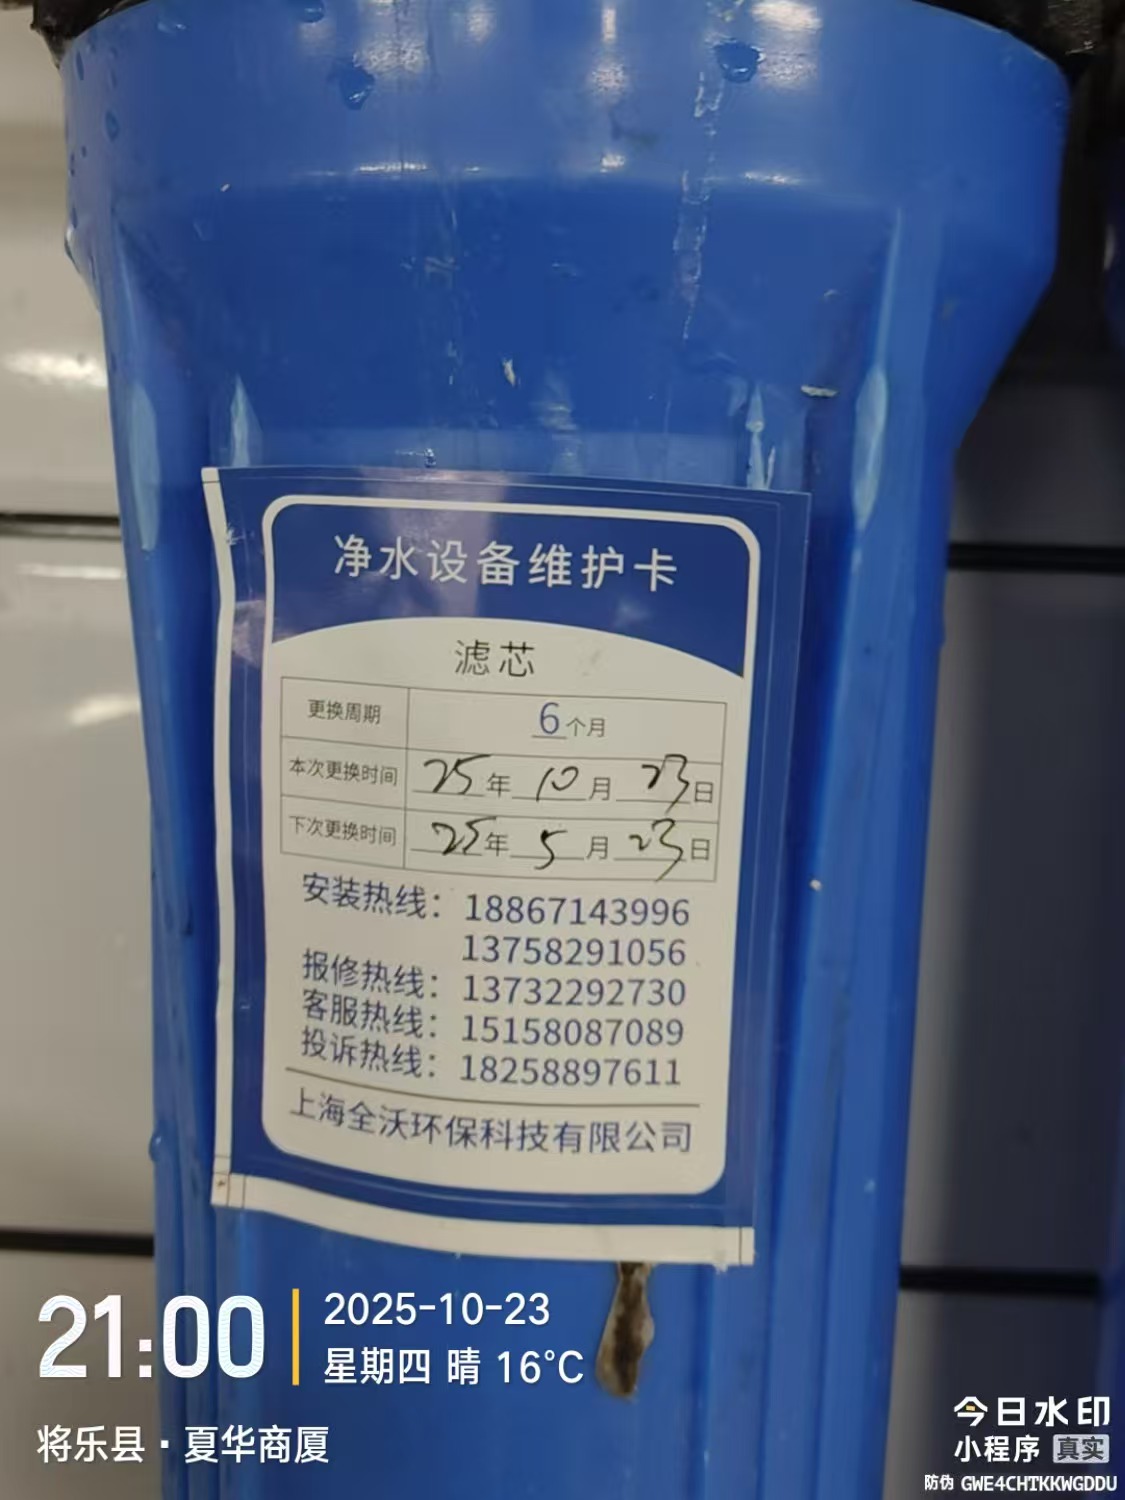 净水设备维护卡
滤芯
更换周期 6个月
本次更换时间 25年10月23日
下次更换时间 25年5月23日
安装热线：18867143996
13758291056
报修热线：13732292730
客服热线：15158087089
投诉热线：18258897611
上海全沃环保科技有限公司
21:00
2025-10-23
星期四 晴 16°C
将乐县·夏华商厦
今日水印
小程序 真实
防伪 GWE4CHTKKWGDDU